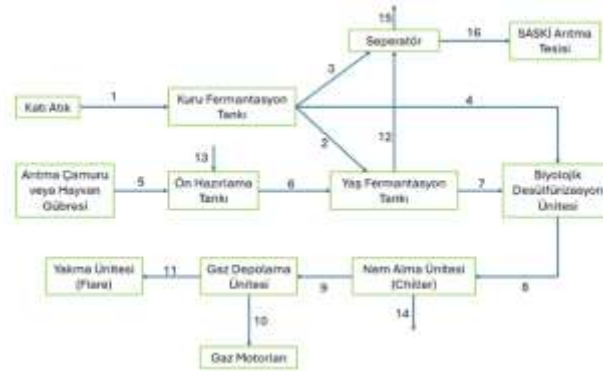 15
Seperatör
16
SASKİ Arıtma
Tesisi
3
4
Katı Atık
1
Kuru Fermantasyon
Tankı
2
12
13
Arıtma Çamuru
veya Hayvan
Gübresi
5
Ön Hazırlama
Tankı
6
Yaş Fermantasyon
Tankı
7
Biyolojik
Desülfürizasyon
Ünitesi
Yakma Ünitesi
(Flare)
11
Gaz Depolama
Ünitesi
9
Nem Alma Ünitesi
(Chiller)
8
10
14
Gaz Motorları